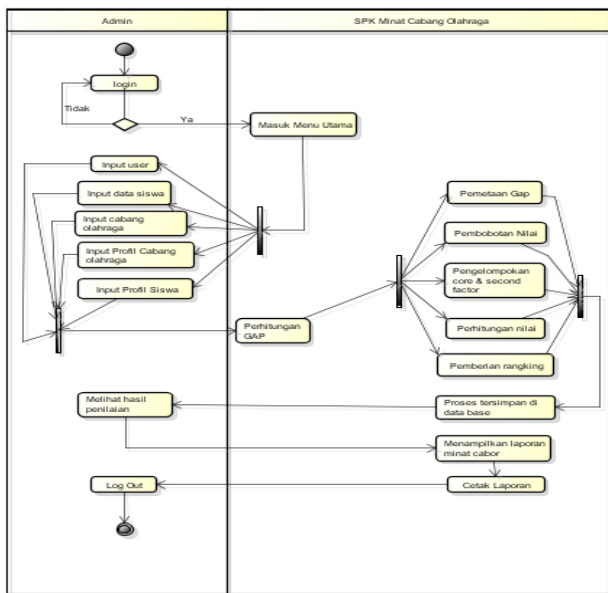 Admin
SPK Minat Cabang Olahraga
login
Tidak
Ya
Masuk Menu Utama
Input user
Input data siswa
Input cabang
olahraga
Input Profil Cabang
olahraga
Input Profil Siswa
Perhitungan
GAP
Pemetaan Gap
Pembobotan Nilai
Pengelompokan
core & second
factor
Perhitungan nilai
Pemberian rangking
Melihat hasil
penilaian
Proses tersimpan di
data base
Menampilkan laporan
minat cabor
Log Out
Cetak Laporan